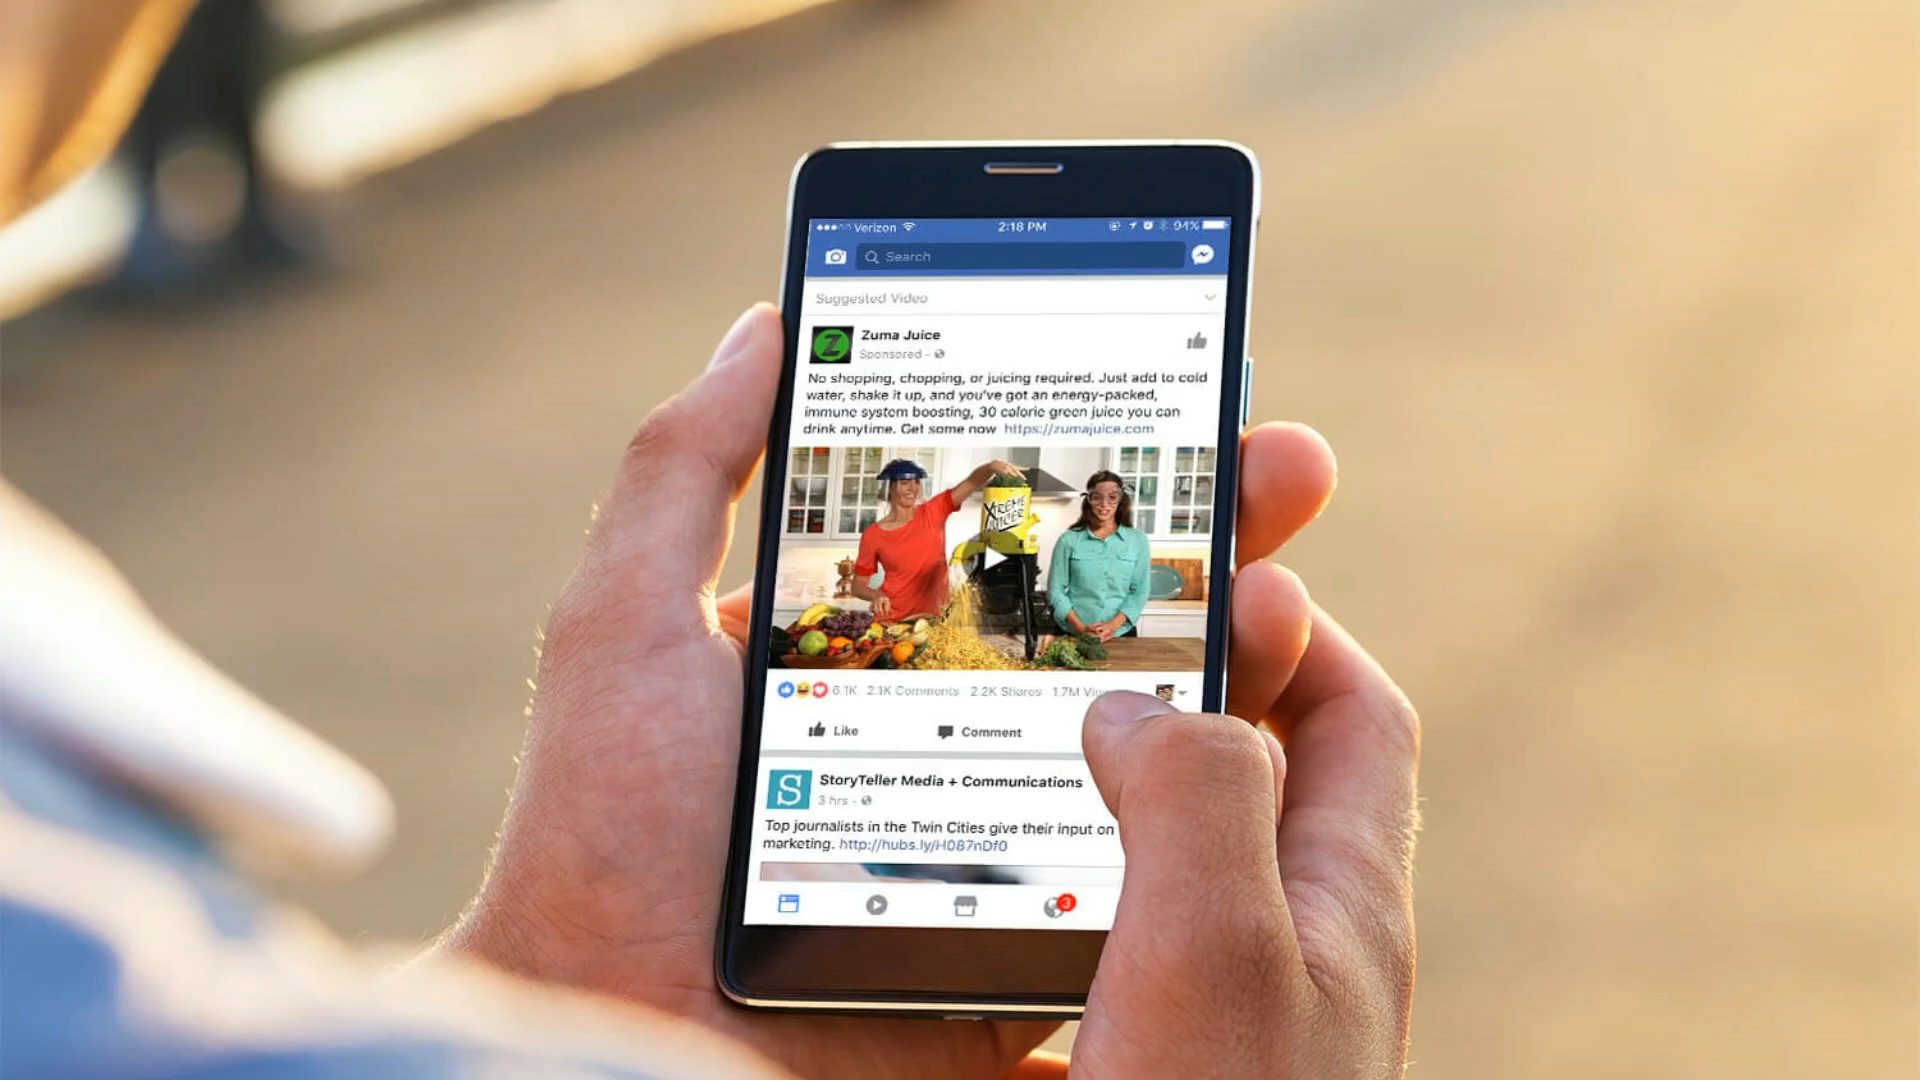 Verizon 2:18 PM 94%
Search
Suggested Video
Z Zuma Juice
Sponsored
No shopping, chopping, or juicing required. Just add to cold
water, shake it up, and you've got an energy-packed,
immune system boosting, 30 calorie green juice you can
drink anytime. Get some now https://zumajuice.com
XTREME
JUICER
6.1K 2.1K Comments 2.2K Shares 1.7M
Like Comment
S StoryTeller Media + Communications
3 hrs
Top journalists in the Twin Cities give their input on
marketing. http://hubs.ly/H087nDf0
3